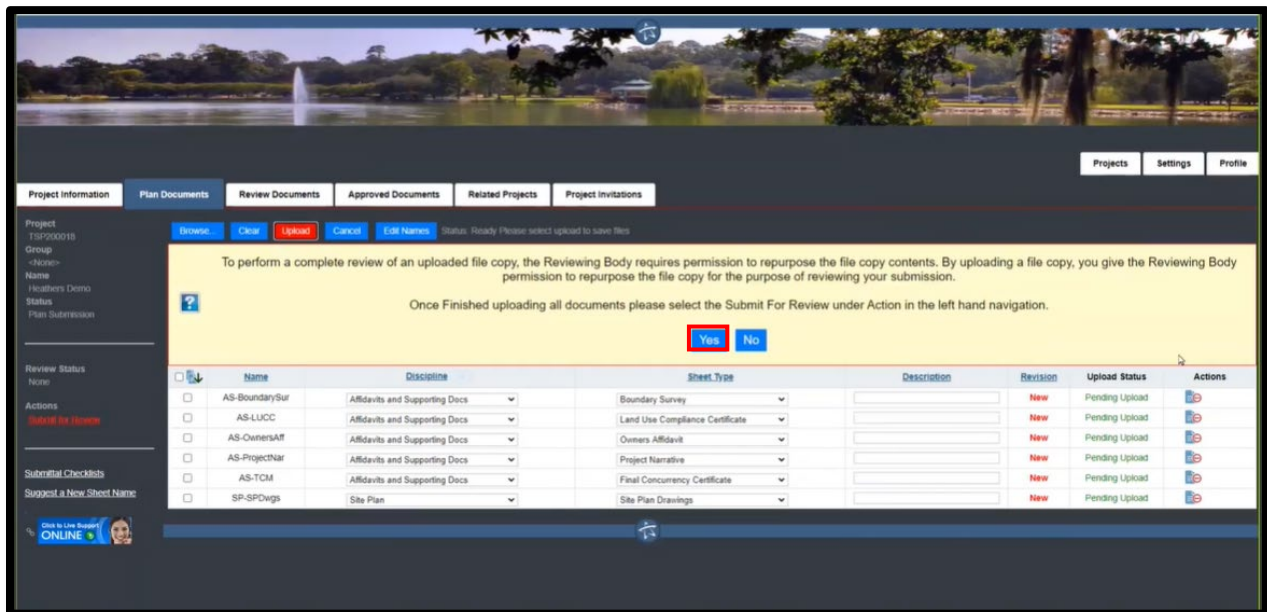 Projects Settings Profile
Project Information Plan Documents Review Documents Approved Documents Related Projects Project Invitations
Project
TSP200018
Group
<None>
Name
Heathers Demo
Status
Plan Submission
Review Status
None
Actions
Submit for Review
Submittal Checklists
Suggest a New Sheet Name
Click to Live Support
ONLINE
Browse... Clear Upload Cancel Edit Names Status: Ready Please select upload to save files
To perform a complete review of an uploaded file copy, the Reviewing Body requires permission to repurpose the file copy contents. By uploading a file copy, you give the Reviewing Body
permission to repurpose the file copy for the purpose of reviewing your submission.
Once Finished uploading all documents please select the Submit For Review under Action in the left hand navigation.
Yes No
Name Discipline Sheet Type Description Revision Upload Status Actions
AS-BoundarySur Affidavits and Supporting Docs Boundary Survey New Pending Upload
AS-LUCC Affidavits and Supporting Docs Land Use Compliance Certificate New Pending Upload
AS-OwnersAff Affidavits and Supporting Docs Owners Affidavit New Pending Upload
AS-ProjectNar Affidavits and Supporting Docs Project Narrative New Pending Upload
AS-TCM Affidavits and Supporting Docs Final Concurrency Certificate New Pending Upload
SP-SPDwgs Site Plan Site Plan Drawings New Pending Upload